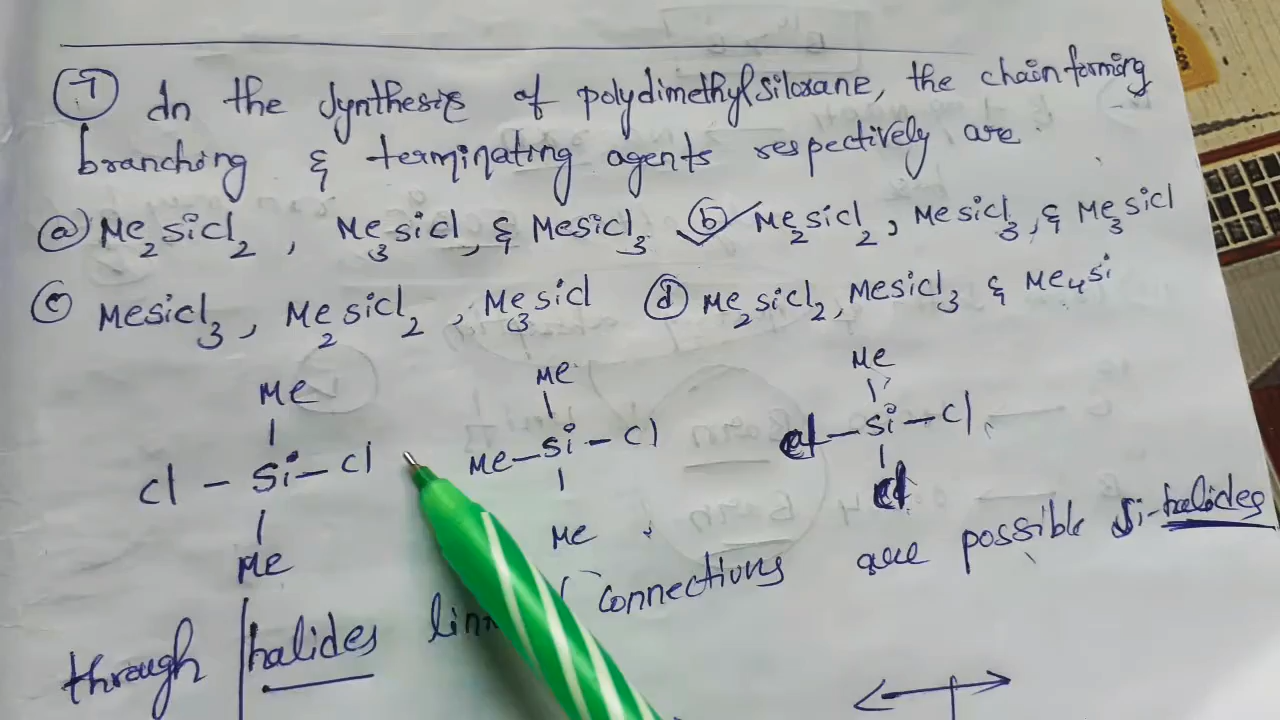 7 In the synthesis of polydimethylsiloxane, the chain forming
branching & terminating agents respectively are
(a) Me2SiCl2, Me3SiCl, & MeSiCl3 (b) Me2SiCl2, MeSiCl3, & Me3SiCl
(c) MeSiCl3, Me2SiCl2, Me3SiCl (d) Me2SiCl2, MeSiCl3 & Me4Si
Me Me Me
Cl – Si – Cl Me – Si – Cl Cl – Si – Cl
Me Me Cl
through halides connections are possible Si-halides